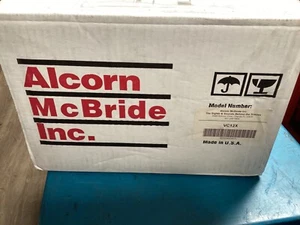 Alcorn
McBride
Inc.
Model Number:
Made in U.S.A.